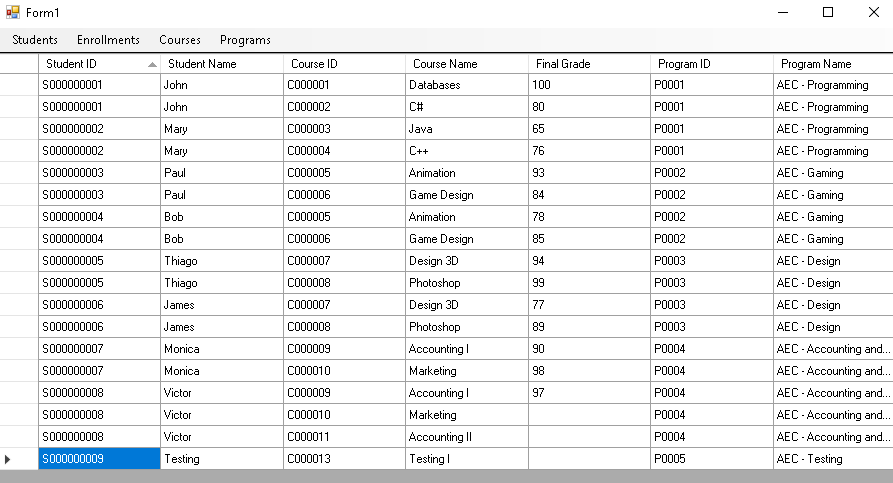 Form1
Students Enrollments Courses Programs
Student ID Student Name Course ID Course Name Final Grade Program ID Program Name
S000000001 John C000001 Databases 100 P0001 AEC - Programming
S000000001 John C000002 C# 80 P0001 AEC - Programming
S000000002 Mary C000003 Java 65 P0001 AEC - Programming
S000000002 Mary C000004 C++ 76 P0001 AEC - Programming
S000000003 Paul C000005 Animation 93 P0002 AEC - Gaming
S000000003 Paul C000006 Game Design 84 P0002 AEC - Gaming
S000000004 Bob C000005 Animation 78 P0002 AEC - Gaming
S000000004 Bob C000006 Game Design 85 P0002 AEC - Gaming
S000000005 Thiago C000007 Design 3D 94 P0003 AEC - Design
S000000005 Thiago C000008 Photoshop 99 P0003 AEC - Design
S000000006 James C000007 Design 3D 77 P0003 AEC - Design
S000000006 James C000008 Photoshop 89 P0003 AEC - Design
S000000007 Monica C000009 Accounting I 90 P0004 AEC - Accounting and...
S000000007 Monica C000010 Marketing 98 P0004 AEC - Accounting and...
S000000008 Victor C000009 Accounting I 97 P0004 AEC - Accounting and...
S000000008 Victor C000010 Marketing P0004 AEC - Accounting and...
S000000008 Victor C000011 Accounting II P0004 AEC - Accounting and...
S000000009 Testing C000013 Testing I P0005 AEC - Testing